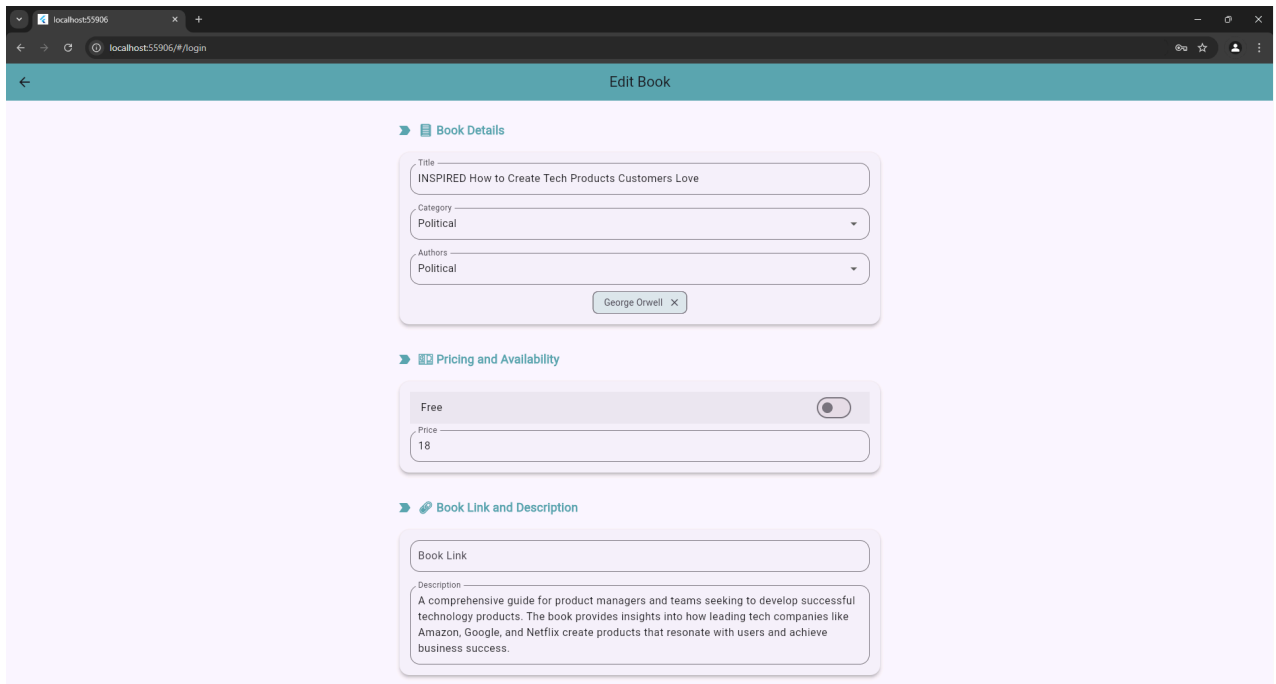 localhost:55906
localhost:55906/#/login
Edit Book
Book Details
Title
INSPIRED How to Create Tech Products Customers Love
Category
Political
Authors
Political
George Orwell
Pricing and Availability
Free
Price
18
Book Link and Description
Book Link
Description
A comprehensive guide for product managers and teams seeking to develop successful
technology products. The book provides insights into how leading tech companies like
Amazon, Google, and Netflix create products that resonate with users and achieve
business success.